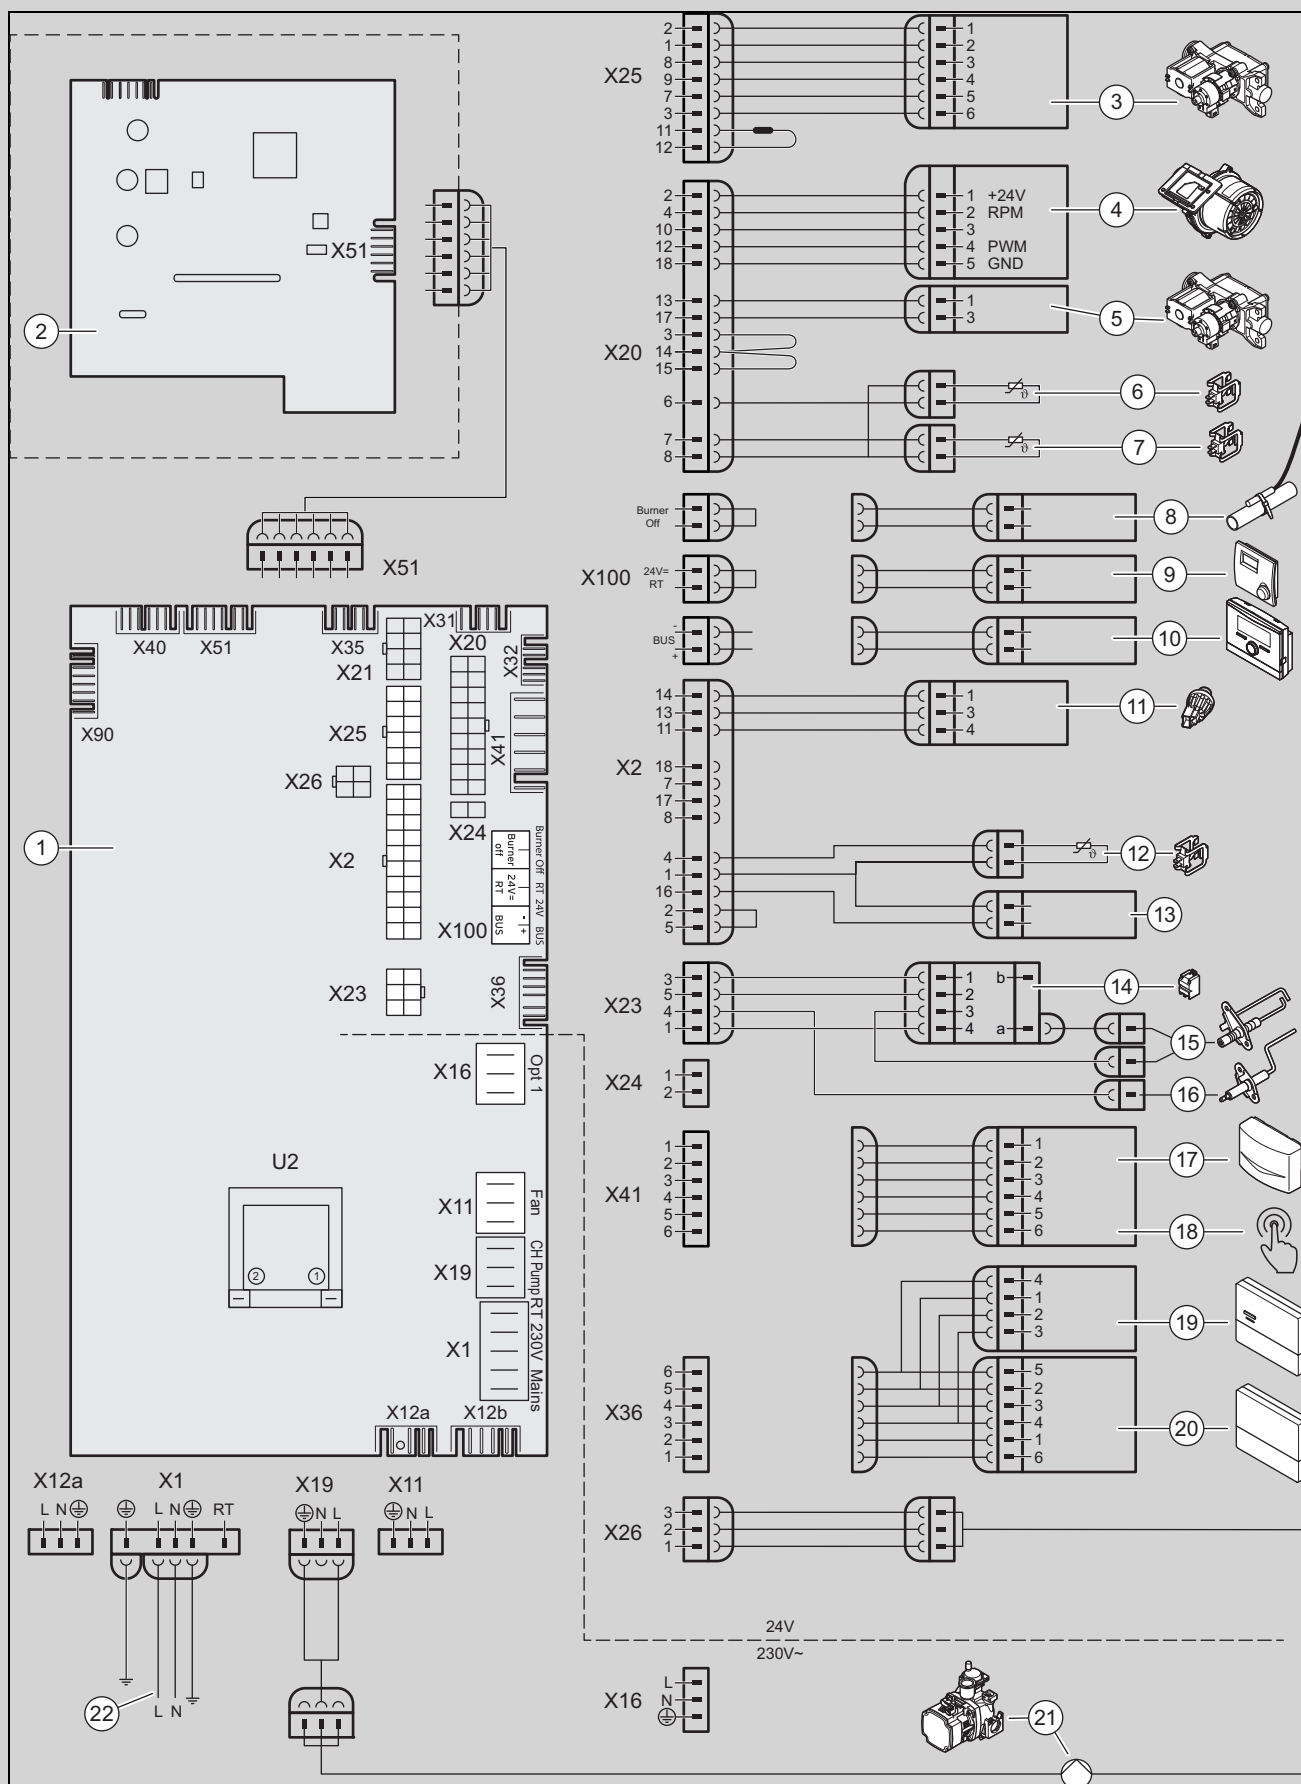 X51
2
X51
X40
X51
X35
X31
X20
X21
X32
X90
X25
X41
X26
X24
1
X2
Burner off
24V= RT
BUS - +
Burner Off RT 24V BUS
X100
X23
X36
X16
Opt 1
U2
2
1
X11
Fan
X19
CH Pump
X1
RT 230V Mains
X12a
X12b
X12a
L N
X1
L N RT
X19
N L
X11
N L
22
L N
X25
2 1
1 2
8 3
9 4
7 5
3 6
11
12
3
X20
2 1 +24V
4 2 RPM
10 3
12 4 PWM
18 5 GND
4
13 1
17 3
5
3
14
15
6
ϑ
6
7
8
ϑ
7
Burner
Off
8
X100
24V=
RT
9
-
BUS
+
10
X2
14 1
13 3
11 4
11
18
7
17
8
4
1
16
2
5
ϑ
12
13
X23
3 1 b
5 2
4 3
1 4 a
14
15
16
X24
1
2
X41
1 1
2 2
3 3
4 4
5 5
6 6
17
18
4
1
2
3
19
X36
6 5
5 2
4 3
3 4
2 1
1 6
20
X26
3
2
1
24V
230V~
X16
L
N
21